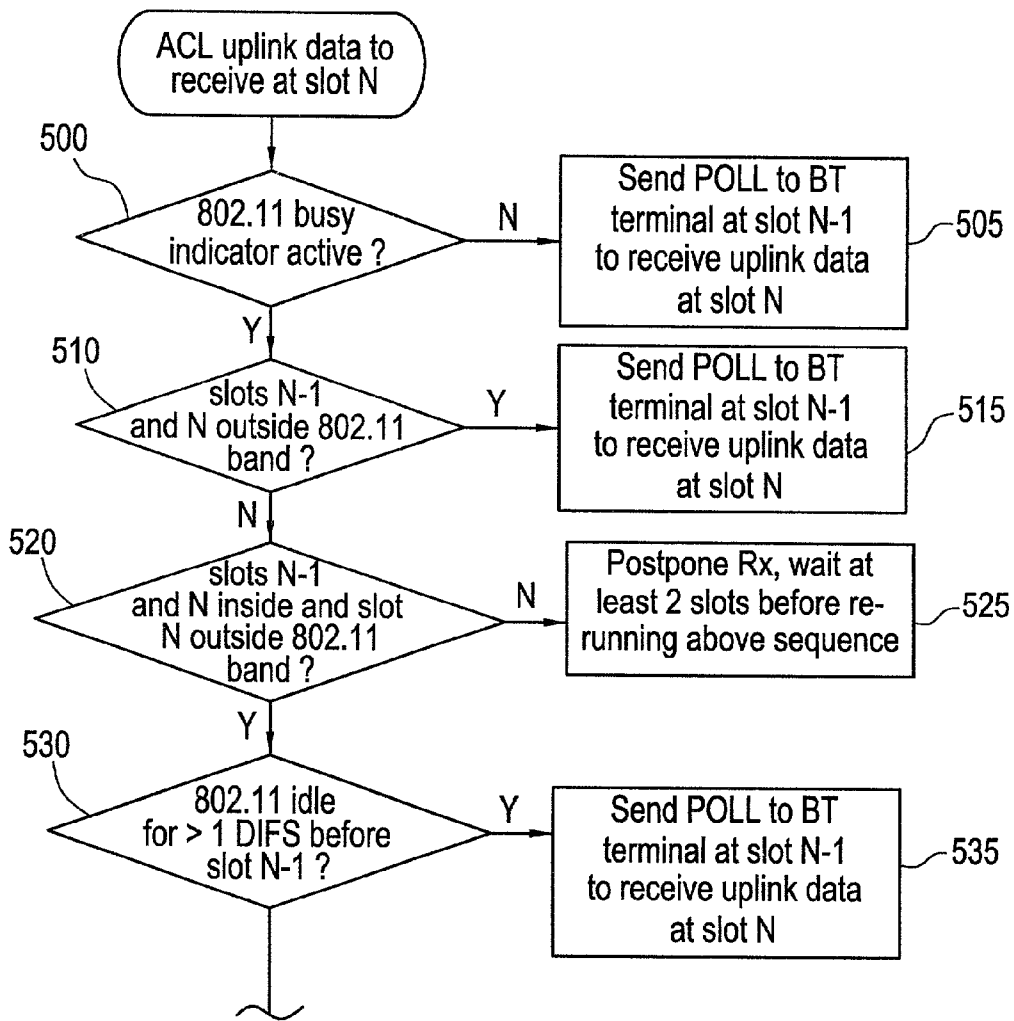 ACL uplink data to
receive at slot N
500
802.11 busy
indicator active ?
N
Send POLL to BT
terminal at slot N-1
to receive uplink data
at slot N
505
Y
510
slots N-1
and N outside 802.11
band ?
Y
Send POLL to BT
terminal at slot N-1
to receive uplink data
at slot N
515
N
520
slots N-1
and N inside and slot
N outside 802.11
band ?
N
Postpone Rx, wait at
least 2 slots before re-
running above sequence
525
Y
530
802.11 idle
for > 1 DIFS before
slot N-1 ?
Y
Send POLL to BT
terminal at slot N-1
to receive uplink data
at slot N
535